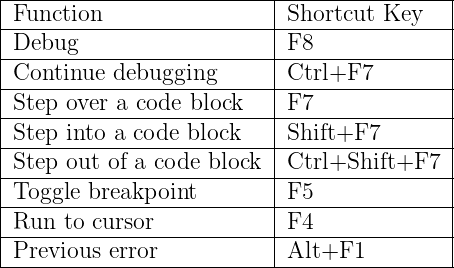 Function Shortcut Key
Debug F8
Continue debugging Ctrl+F7
Step over a code block F7
Step into a code block Shift+F7
Step out of a code block Ctrl+Shift+F7
Toggle breakpoint F5
Run to cursor F4
Previous error Alt+F1